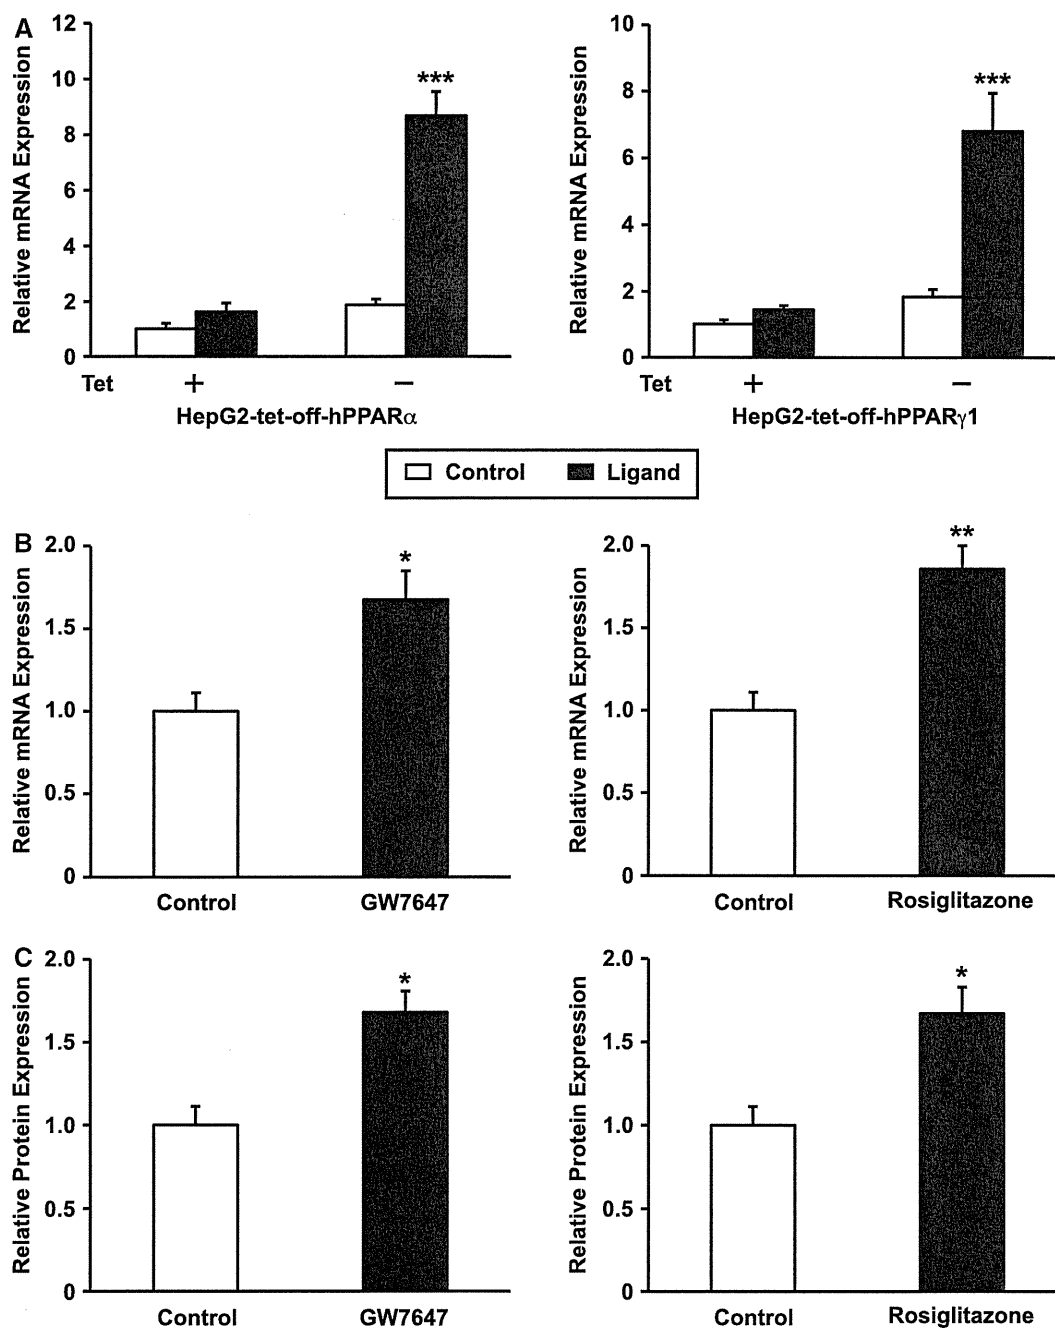 A
Relative mRNA Expression
12
10
8
6
4
2
0
***
Tet + −
HepG2-tet-off-hPPARα
Relative mRNA Expression
10
8
6
4
2
0
***
Tet + −
HepG2-tet-off-hPPARγ1
Control Ligand
B
Relative mRNA Expression
2.0
1.5
1.0
0.5
0
*
Control GW7647
Relative mRNA Expression
2.0
1.5
1.0
0.5
0
**
Control Rosiglitazone
C
Relative Protein Expression
2.0
1.5
1.0
0.5
0
*
Control GW7647
Relative Protein Expression
2.0
1.5
1.0
0.5
0
*
Control Rosiglitazone